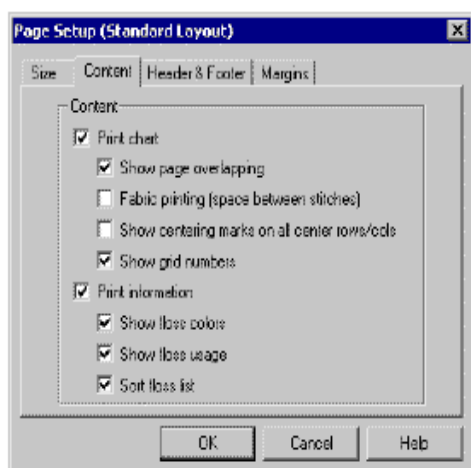 Page Setup (Standard Layout)
Size Content Header & Footer Margins
Content
Print chart
Show page overlapping
Fabric printing (space between stitches)
Show centering marks on all center rows/cols
Show grid numbers
Print information
Show floss colors
Show floss usage
Sort floss list
OK Cancel Help